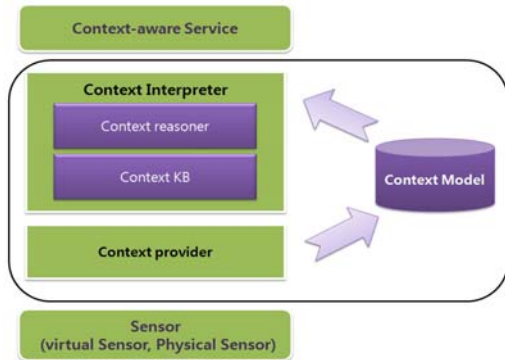 Context-aware Service
Context Interpreter
Context reasoner
Context KB
Context Model
Context provider
Sensor
(virtual Sensor, Physical Sensor)